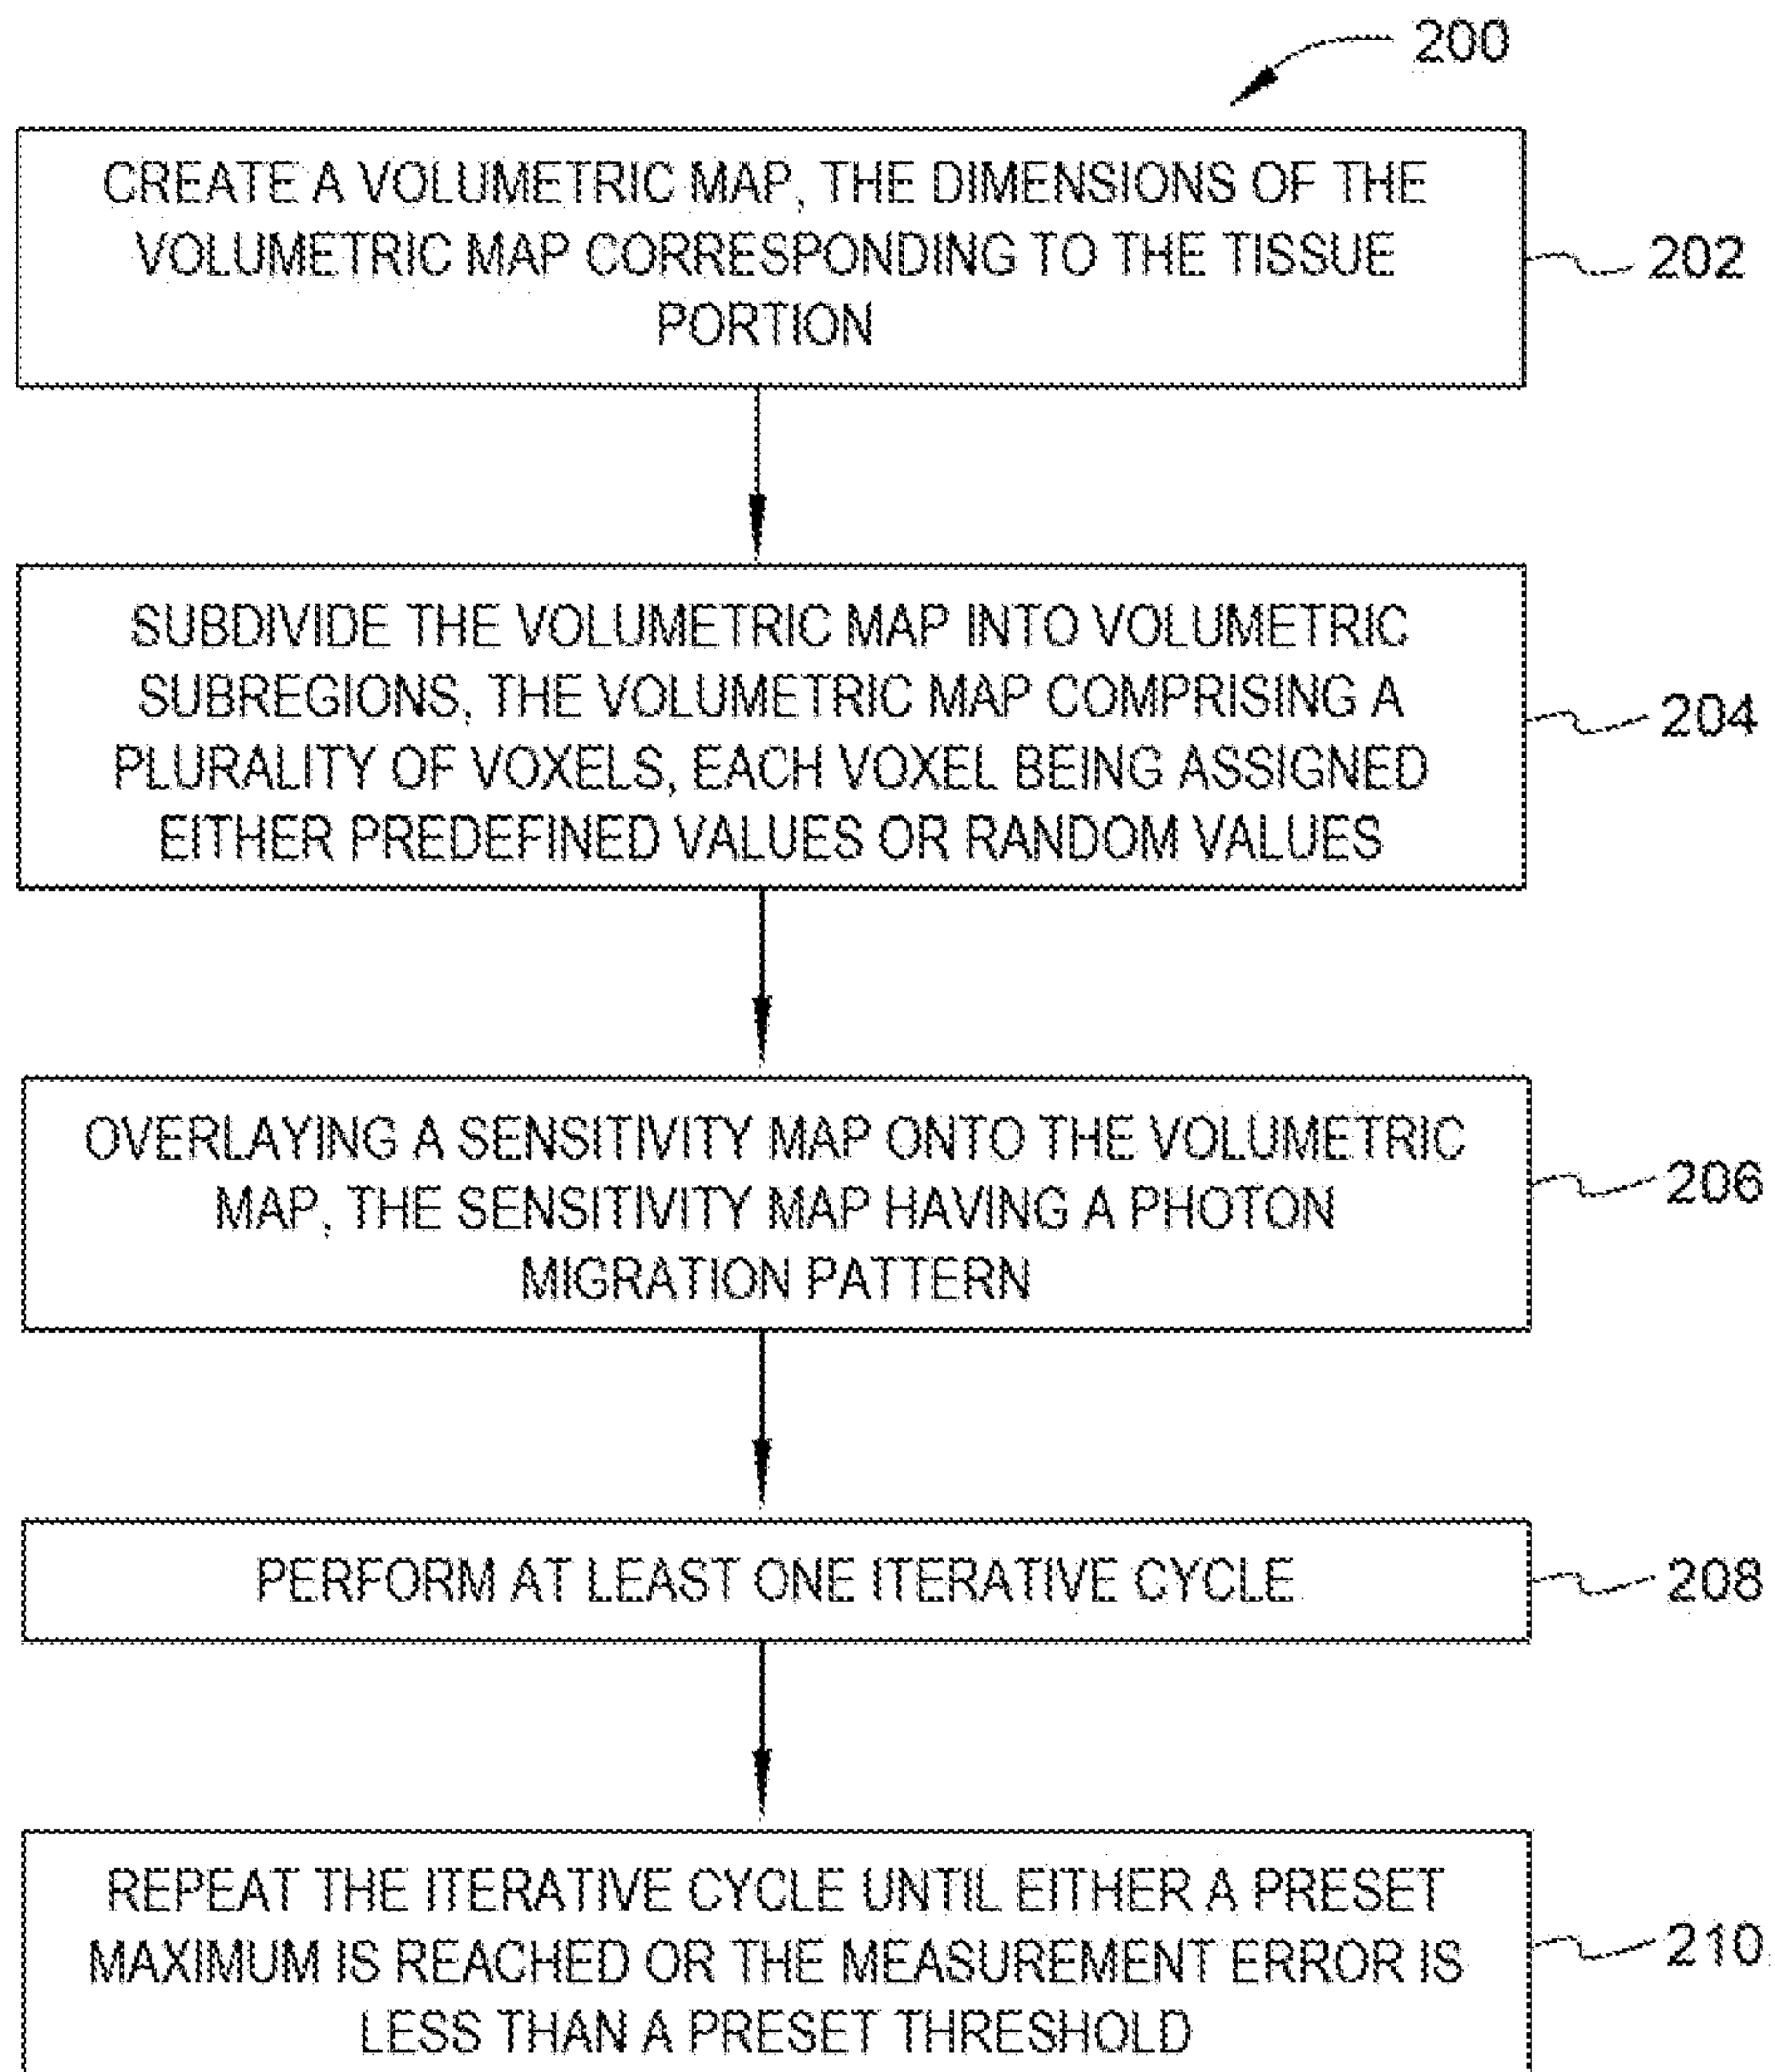 200
CREATE A VOLUMETRIC MAP, THE DIMENSIONS OF THE
VOLUMETRIC MAP CORRESPONDING TO THE TISSUE
PORTION
202
SUBDIVIDE THE VOLUMETRIC MAP INTO VOLUMETRIC
SUBREGIONS, THE VOLUMETRIC MAP COMPRISING A
PLURALITY OF VOXELS, EACH VOXEL BEING ASSIGNED
EITHER PREDEFINED VALUES OR RANDOM VALUES
204
OVERLAYING A SENSITIVITY MAP ONTO THE VOLUMETRIC
MAP, THE SENSITIVITY MAP HAVING A PHOTON
MIGRATION PATTERN
206
PERFORM AT LEAST ONE ITERATIVE CYCLE
208
REPEAT THE ITERATIVE CYCLE UNTIL EITHER A PRESET
MAXIMUM IS REACHED OR THE MEASUREMENT ERROR IS
LESS THAN A PRESET THRESHOLD
210